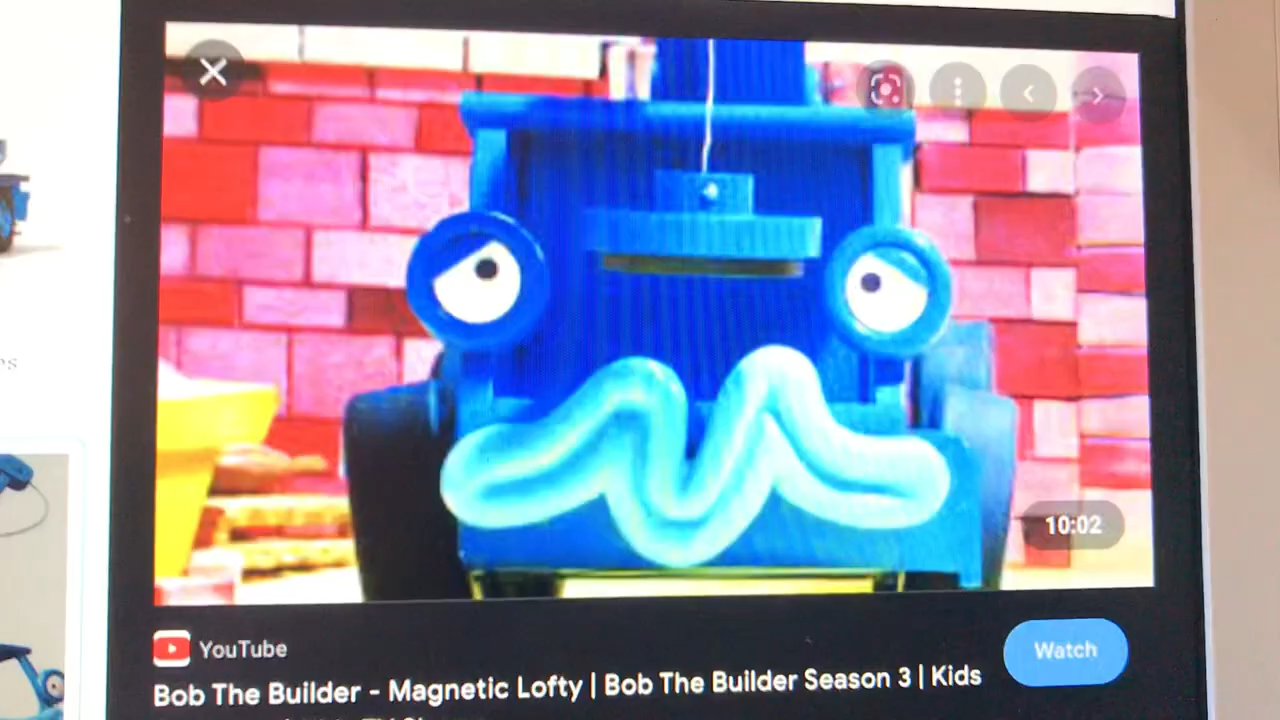 10:02
YouTube
Watch
Bob The Builder - Magnetic Lofty | Bob The Builder Season 3 | Kids